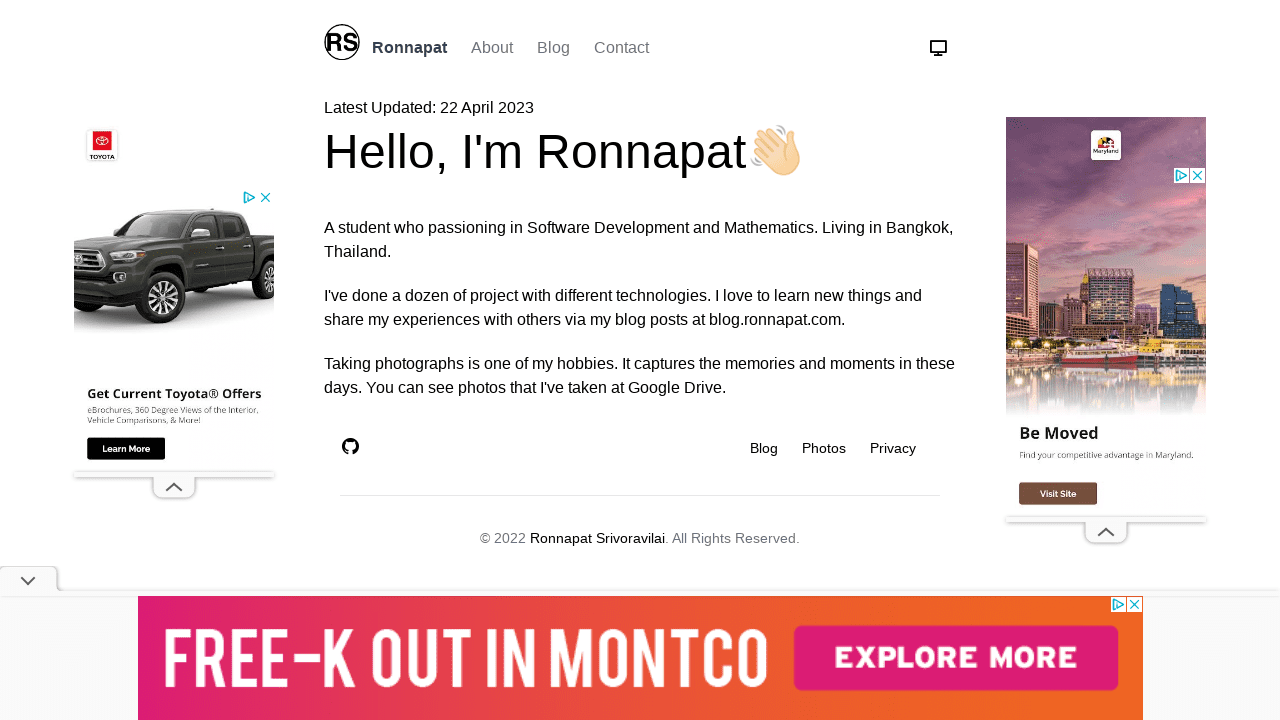 RS
Ronnapat
About
Blog
Contact
Latest Updated: 22 April 2023
Hello, I'm Ronnapat
A student who passioning in Software Development and Mathematics. Living in Bangkok,
Thailand.
I've done a dozen of project with different technologies. I love to learn new things and
share my experiences with others via my blog posts at blog.ronnapat.com.
Taking photographs is one of my hobbies. It captures the memories and moments in these
days. You can see photos that I've taken at Google Drive.
Blog
Photos
Privacy
© 2022 Ronnapat Srivoravilai. All Rights Reserved.
TOYOTA
Get Current Toyota® Offers
eBrochures, 360 Degree Views of the Interior,
Vehicle Comparisons, & More!
Learn More
Maryland
Be Moved
Find your competitive advantage in Maryland.
Visit Site
FREE-K OUT IN MONTCO
EXPLORE MORE